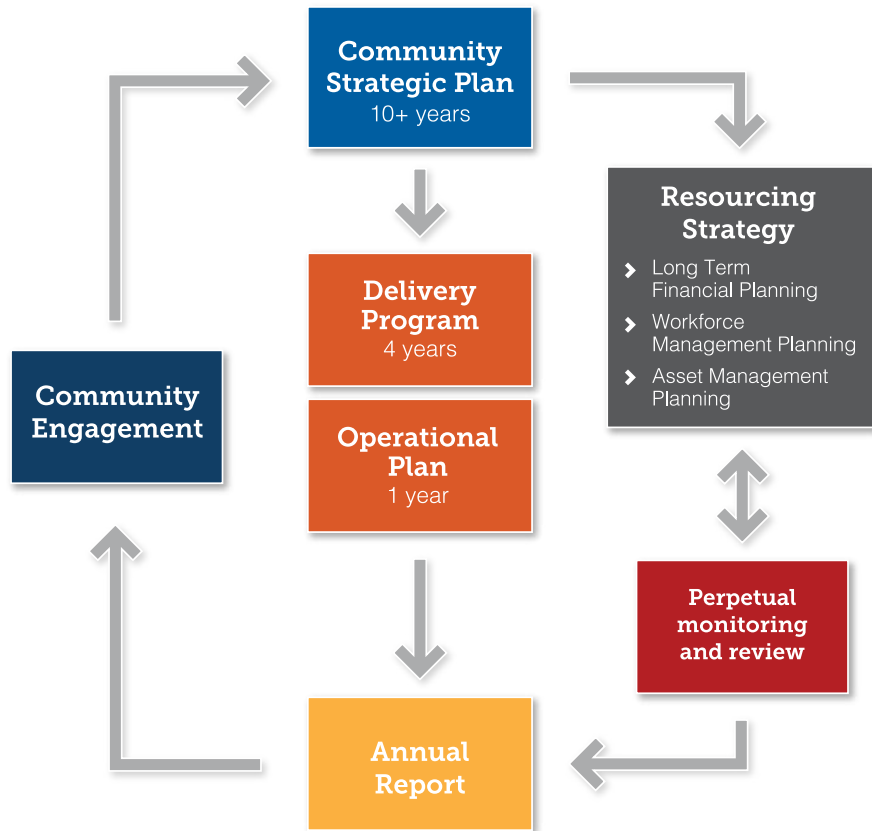 Community
Strategic Plan
10+ years
Resourcing
Strategy
Long Term
Financial Planning
Workforce
Management Planning
Asset Management
Planning
Delivery
Program
4 years
Community
Engagement
Operational
Plan
1 year
Perpetual
monitoring
and review
Annual
Report